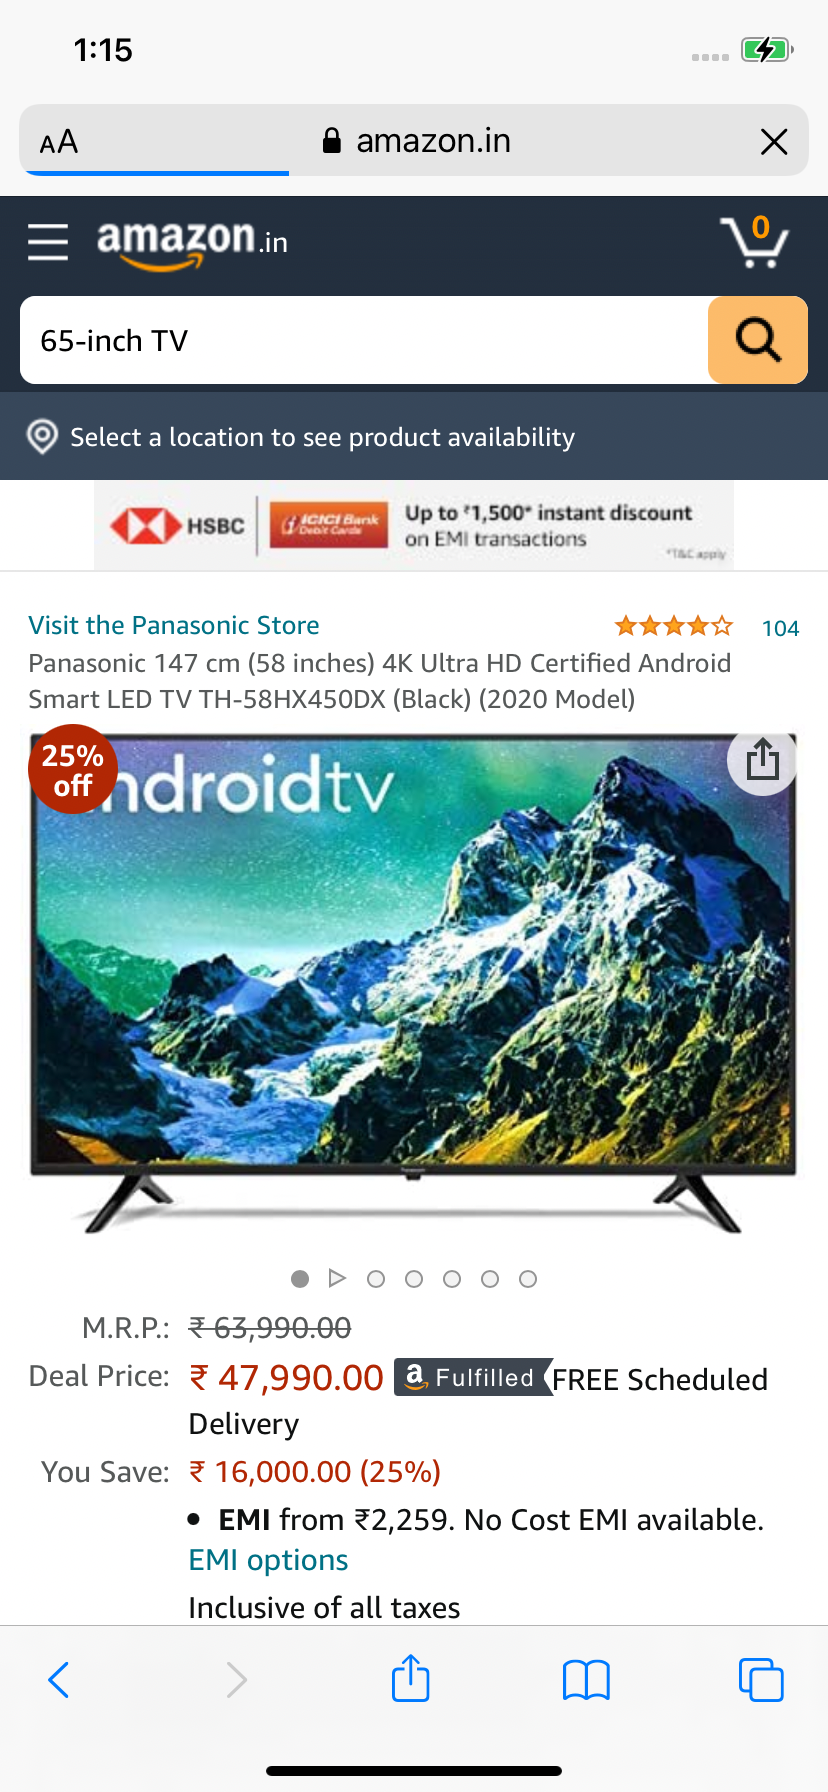 1:15
AA amazon.in
amazon.in
0
65-inch TV
Select a location to see product availability
HSBC ICICI Bank Debit Cards Up to ₹1,500* instant discount
on EMI transactions
*T&C apply
Visit the Panasonic Store 104
Panasonic 147 cm (58 inches) 4K Ultra HD Certified Android
Smart LED TV TH-58HX450DX (Black) (2020 Model)
25%
off
ndroidtv
Panasonic
M.R.P.: ₹ 63,990.00
Deal Price: ₹ 47,990.00 a Fulfilled FREE Scheduled
Delivery
You Save: ₹ 16,000.00 (25%)
• EMI from ₹2,259. No Cost EMI available.
EMI options
Inclusive of all taxes